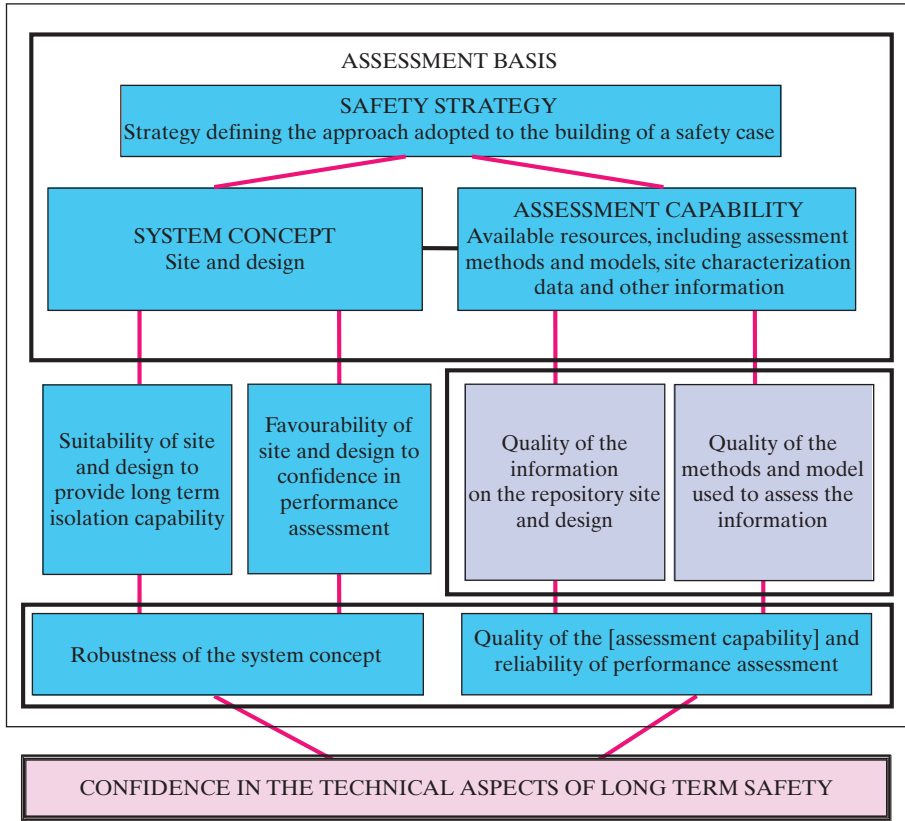 ASSESSMENT BASIS
SAFETY STRATEGY
Strategy defining the approach adopted to the building of a safety case
SYSTEM CONCEPT
Site and design
ASSESSMENT CAPABILITY
Available resources, including assessment
methods and models, site characterization
data and other information
Suitability of site
and design to
provide long term
isolation capability
Favourability of
site and design to
confidence in
performance
assessment
Quality of the
information
on the repository site
and design
Quality of the
methods and model
used to assess the
information
Robustness of the system concept
Quality of the [assessment capability] and
reliability of performance assessment
CONFIDENCE IN THE TECHNICAL ASPECTS OF LONG TERM SAFETY